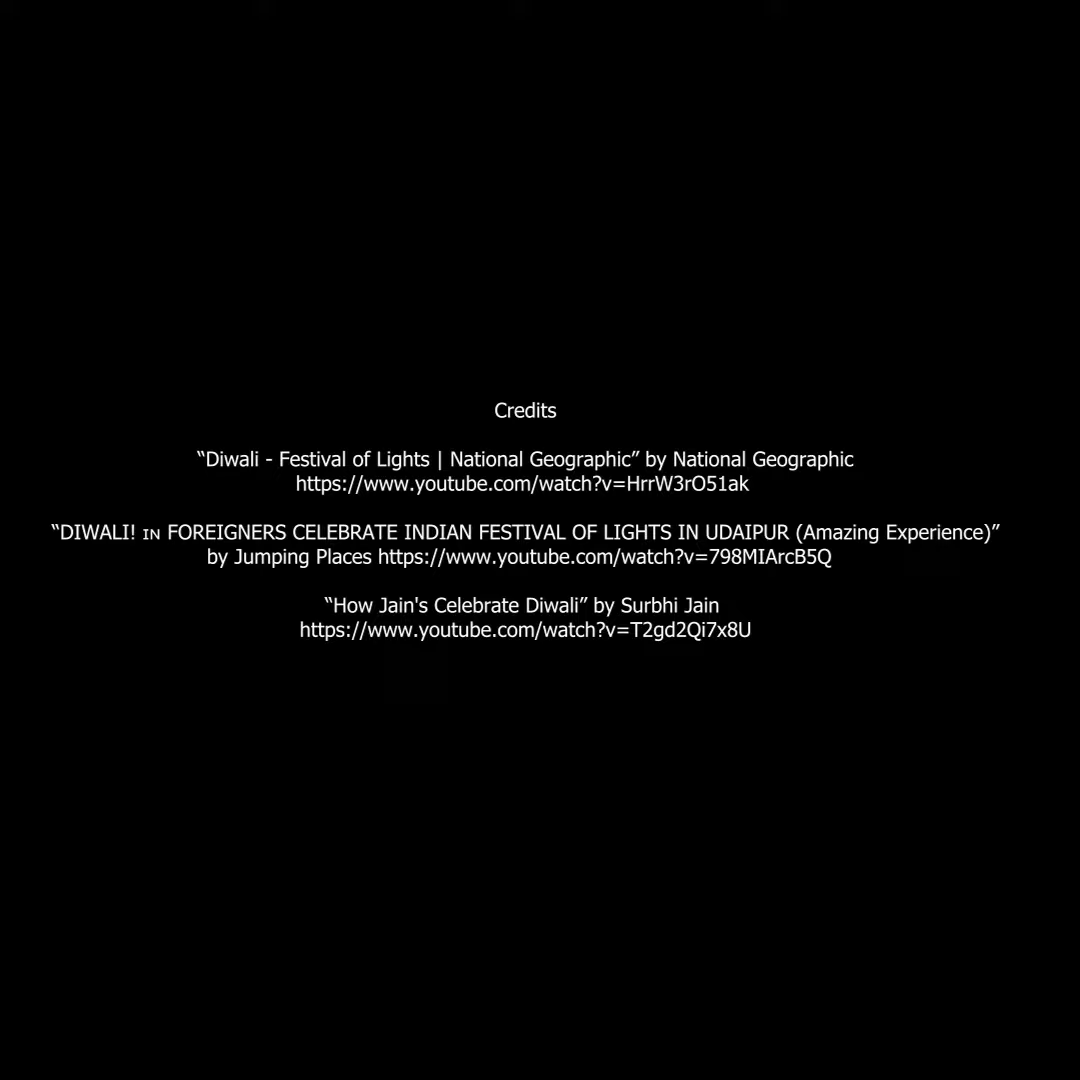 Credits
“Diwali - Festival of Lights | National Geographic” by National Geographic
https://www.youtube.com/watch?v=HrrW3rO51ak
“DIWALI! ɪɴ FOREIGNERS CELEBRATE INDIAN FESTIVAL OF LIGHTS IN UDAIPUR (Amazing Experience)”
by Jumping Places https://www.youtube.com/watch?v=798MIArcB5Q
“How Jain's Celebrate Diwali” by Surbhi Jain
https://www.youtube.com/watch?v=T2gd2Qi7x8U